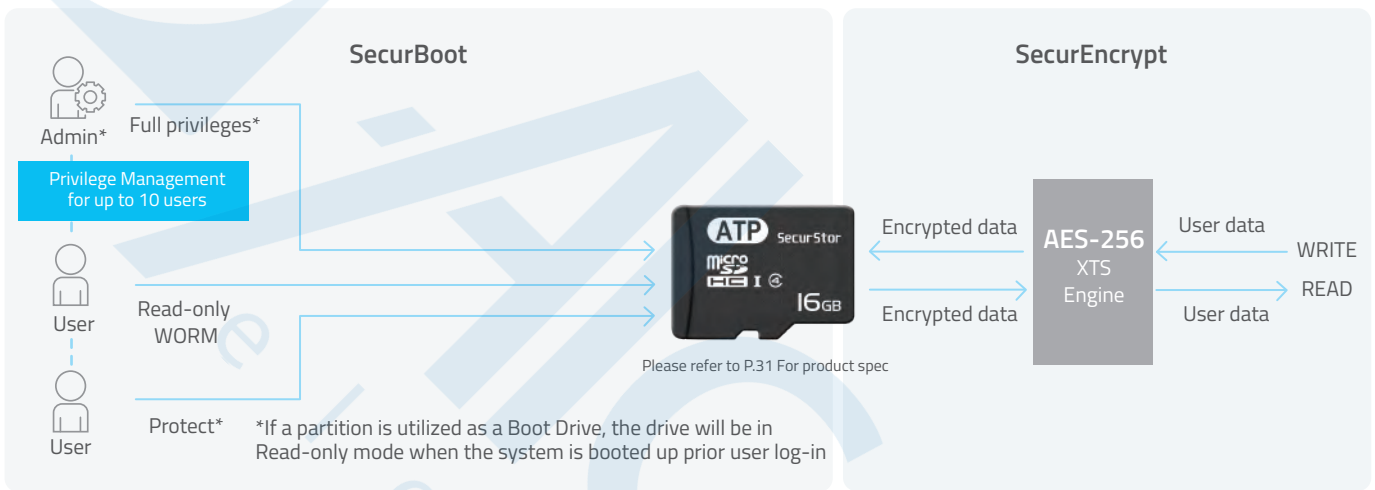 SecurBoot
Admin*
Full privileges*
Privilege Management
for up to 10 users
User
Read-only
WORM
User
Protect*
*If a partition is utilized as a Boot Drive, the drive will be in
Read-only mode when the system is booted up prior user log-in
ATP SecurStor
Micro
SD
HC I 4
16GB
Please refer to P.31 For product spec
SecurEncrypt
Encrypted data
Encrypted data
AES-256
XTS
Engine
User data
WRITE
READ
User data